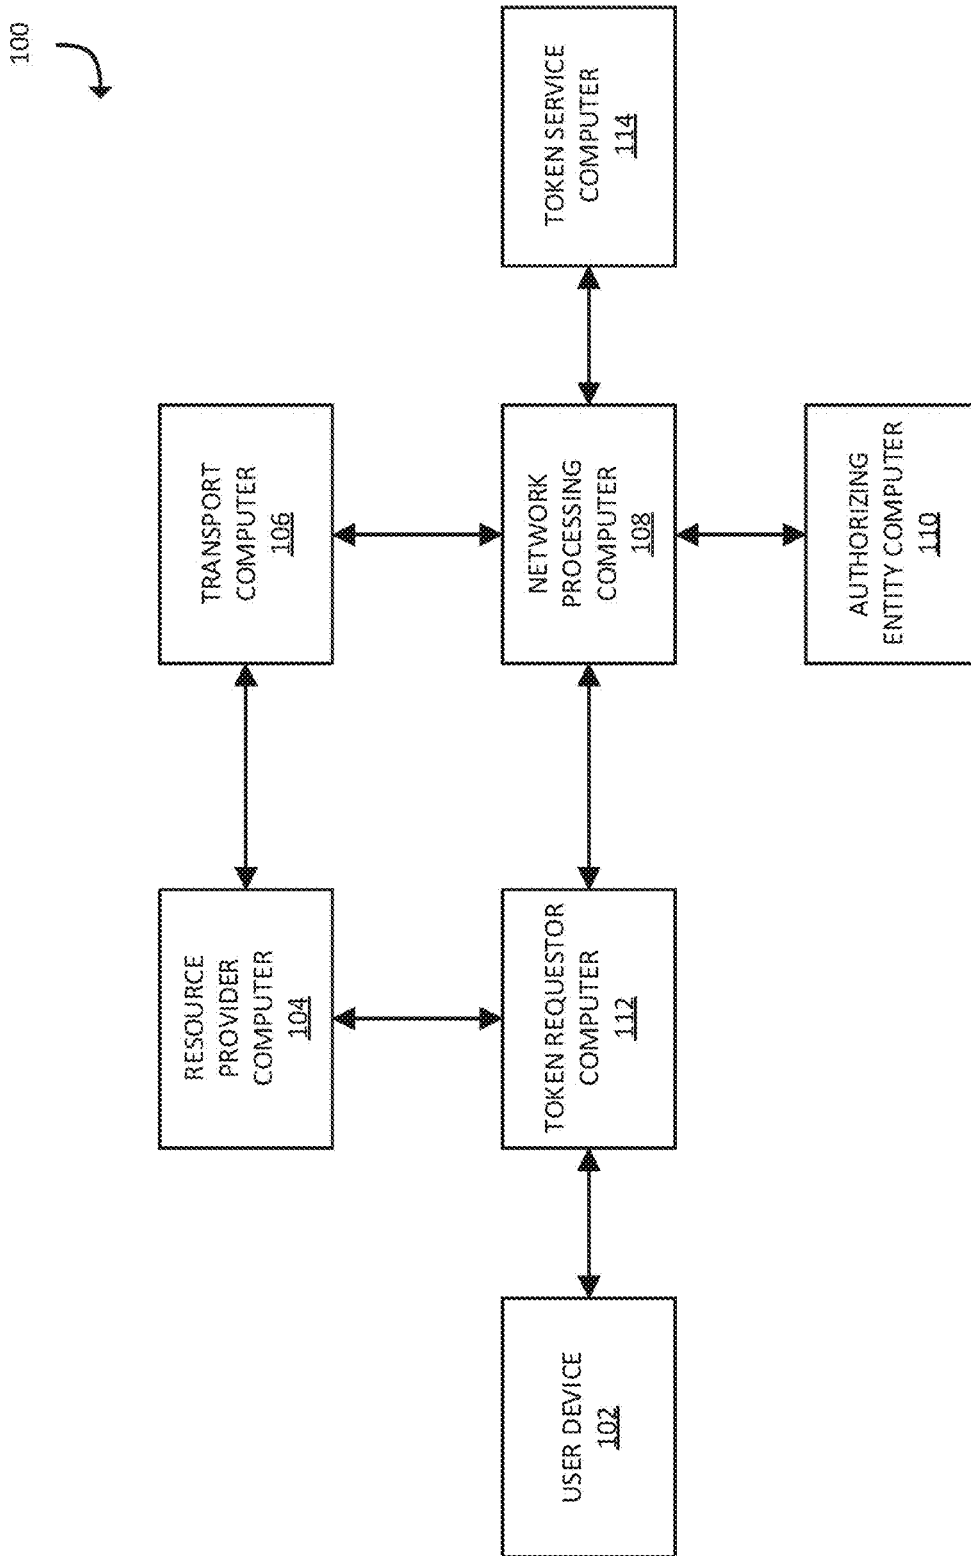 100
RESOURCE
PROVIDER
COMPUTER
104
TRANSPORT
COMPUTER
106
USER DEVICE
102
TOKEN REQUESTOR
COMPUTER
112
NETWORK
PROCESSING
COMPUTER
108
TOKEN SERVICE
COMPUTER
114
AUTHORIZING
ENTITY COMPUTER
110